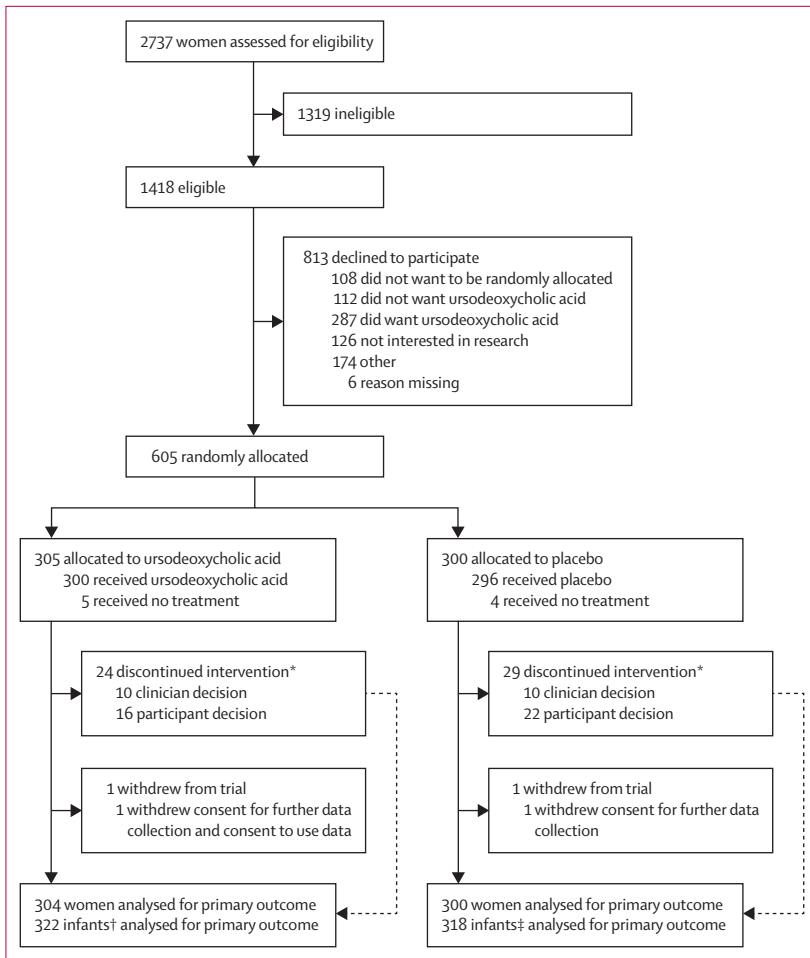 2737 women assessed for eligibility
1319 ineligible
1418 eligible
813 declined to participate
108 did not want to be randomly allocated
112 did not want ursodeoxycholic acid
287 did want ursodeoxycholic acid
126 not interested in research
174 other
6 reason missing
605 randomly allocated
305 allocated to ursodeoxycholic acid
300 received ursodeoxycholic acid
5 received no treatment
300 allocated to placebo
296 received placebo
4 received no treatment
24 discontinued intervention*
10 clinician decision
16 participant decision
29 discontinued intervention*
10 clinician decision
22 participant decision
1 withdrew from trial
1 withdrew consent for further data
collection and consent to use data
1 withdrew from trial
1 withdrew consent for further data
collection
304 women analysed for primary outcome
322 infants† analysed for primary outcome
300 women analysed for primary outcome
318 infants‡ analysed for primary outcome